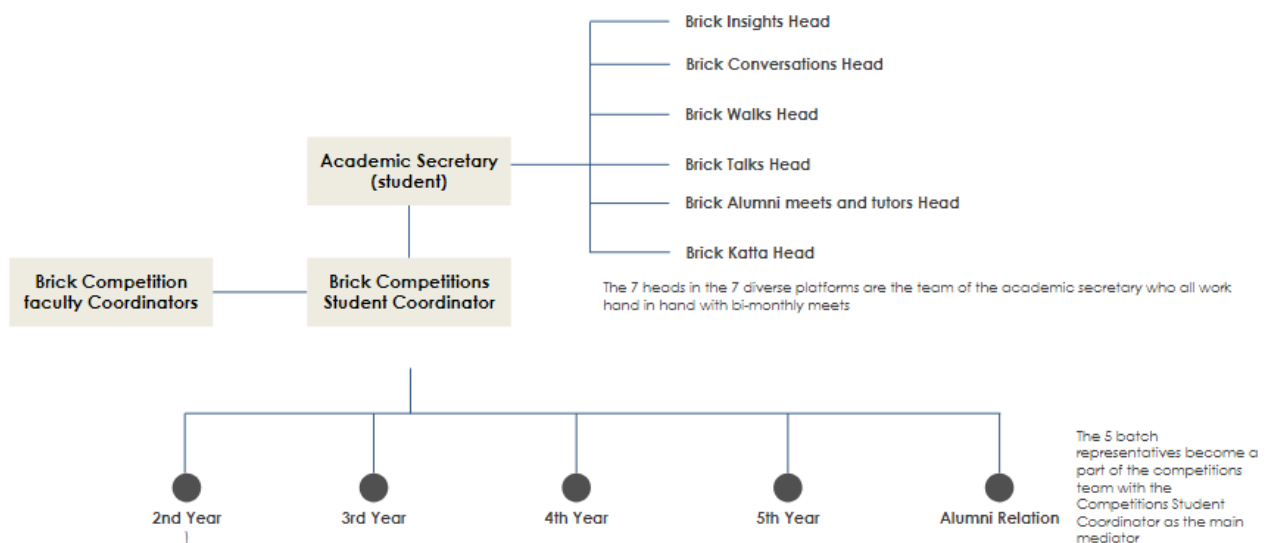 Brick Insights Head
Brick Conversations Head
Brick Walks Head
Academic Secretary
(student)
Brick Talks Head
Brick Alumni meets and tutors Head
Brick Katta Head
Brick Competition
faculty Coordinators
Brick Competitions
Student Coordinator
The 7 heads in the 7 diverse platforms are the team of the academic secretary who all work
hand in hand with bi-monthly meets
The 5 batch
representatives become a
part of the competitions
team with the
Competitions Student
Coordinator as the main
mediator
2nd Year
)
3rd Year
4th Year
5th Year
Alumni Relation